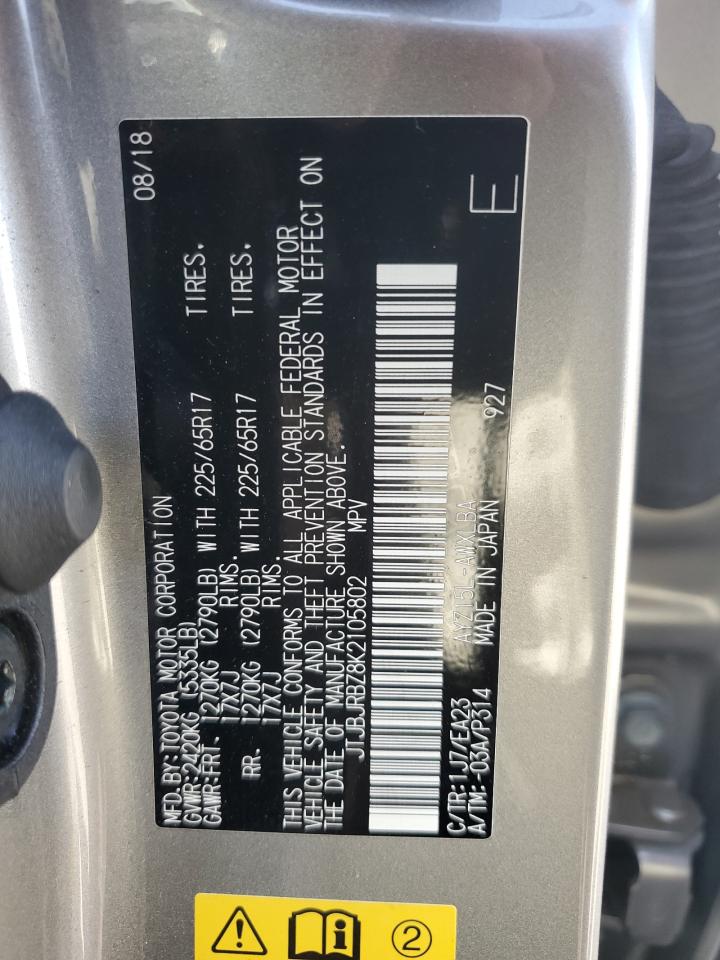 MFD.BY:TOYOTA MOTOR CORPORATION 08/18
GVWR:2420KG (5335LB)
GAWR:FRT. 1270KG (2790LB) WITH 225/65R17 TIRES.
17X7J RIMS.
RR. 1270KG (2790LB) WITH 225/65R17 TIRES.
17X7J RIMS.
THIS VEHICLE CONFORMS TO ALL APPLICABLE FEDERAL MOTOR
VEHICLE SAFETY AND THEFT PREVENTION STANDARDS IN EFFECT ON
THE DATE OF MANUFACTURE SHOWN ABOVE.
JTJBJRBZ8K2105802 MPV
C/TR:1J7/EA23 AYZ15L-AWXLBA E
A/TM:-03A/P314 MADE IN JAPAN 927
2